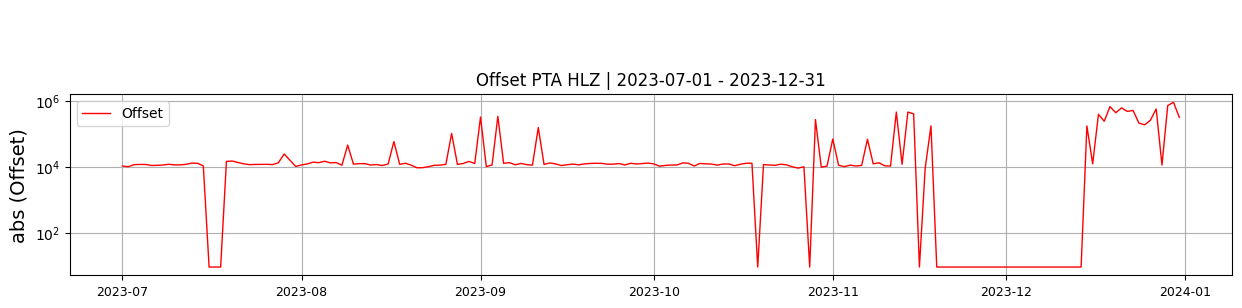 Offset PTA HLZ | 2023-07-01 - 2023-12-31
Offset
abs (Offset)
10⁶
10⁴
10²
2023-07 2023-08 2023-09 2023-10 2023-11 2023-12 2024-01